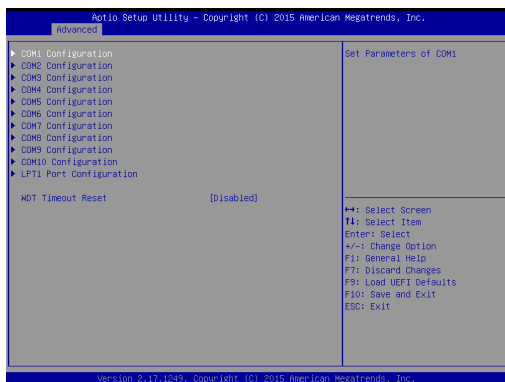 Aptio Setup Utility – Copyright (C) 2015 American Megatrends, Inc.
Advanced
COM1 Configuration
COM2 Configuration
COM3 Configuration
COM4 Configuration
COM5 Configuration
COM6 Configuration
COM7 Configuration
COM8 Configuration
COM9 Configuration
COM10 Configuration
LPT1 Port Configuration
WDT Timeout Reset [Disabled]
Set Parameters of COM1
↔: Select Screen
↑↓: Select Item
Enter: Select
+/-: Change Option
F1: General Help
F7: Discard Changes
F9: Load UEFI Defaults
F10: Save and Exit
ESC: Exit
Version 2.17.1249. Copyright (C) 2015 American Megatrends, Inc.